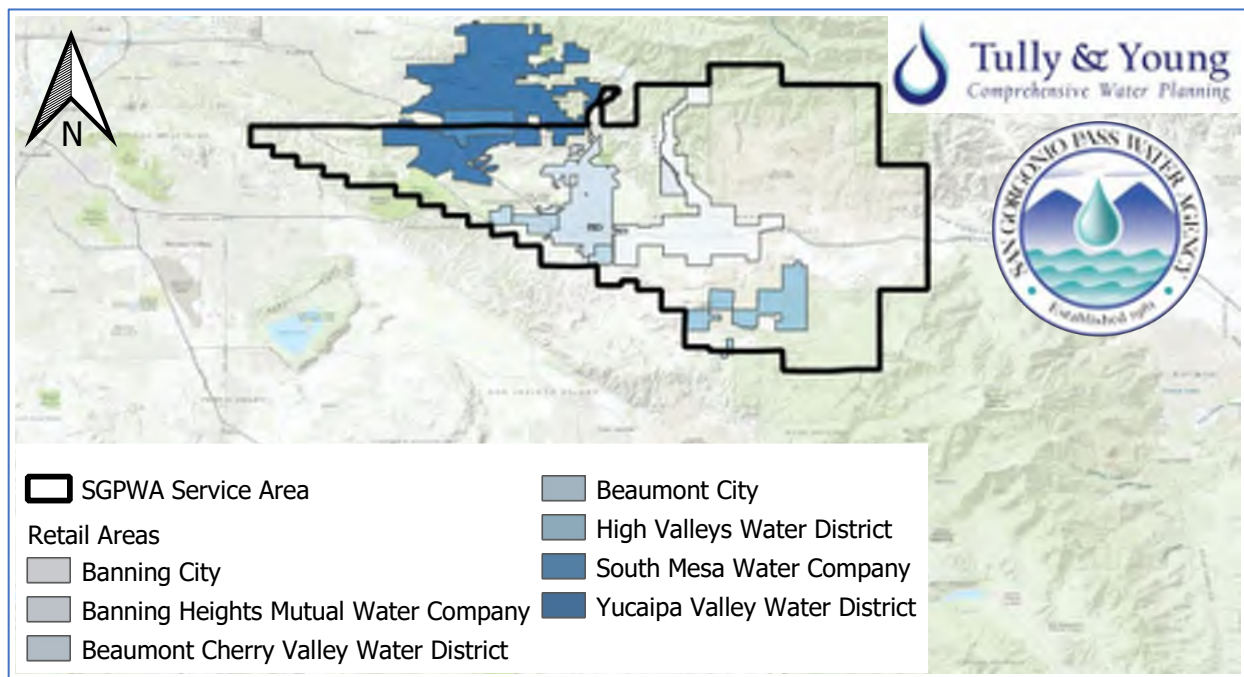 Tully & Young
Comprehensive Water Planning
N
SAN GORGONIO PASS WATER AGENCY
Established 1961
SGPWA Service Area
Retail Areas
Banning City
Banning Heights Mutual Water Company
Beaumont Cherry Valley Water District
Beaumont City
High Valleys Water District
South Mesa Water Company
Yucaipa Valley Water District